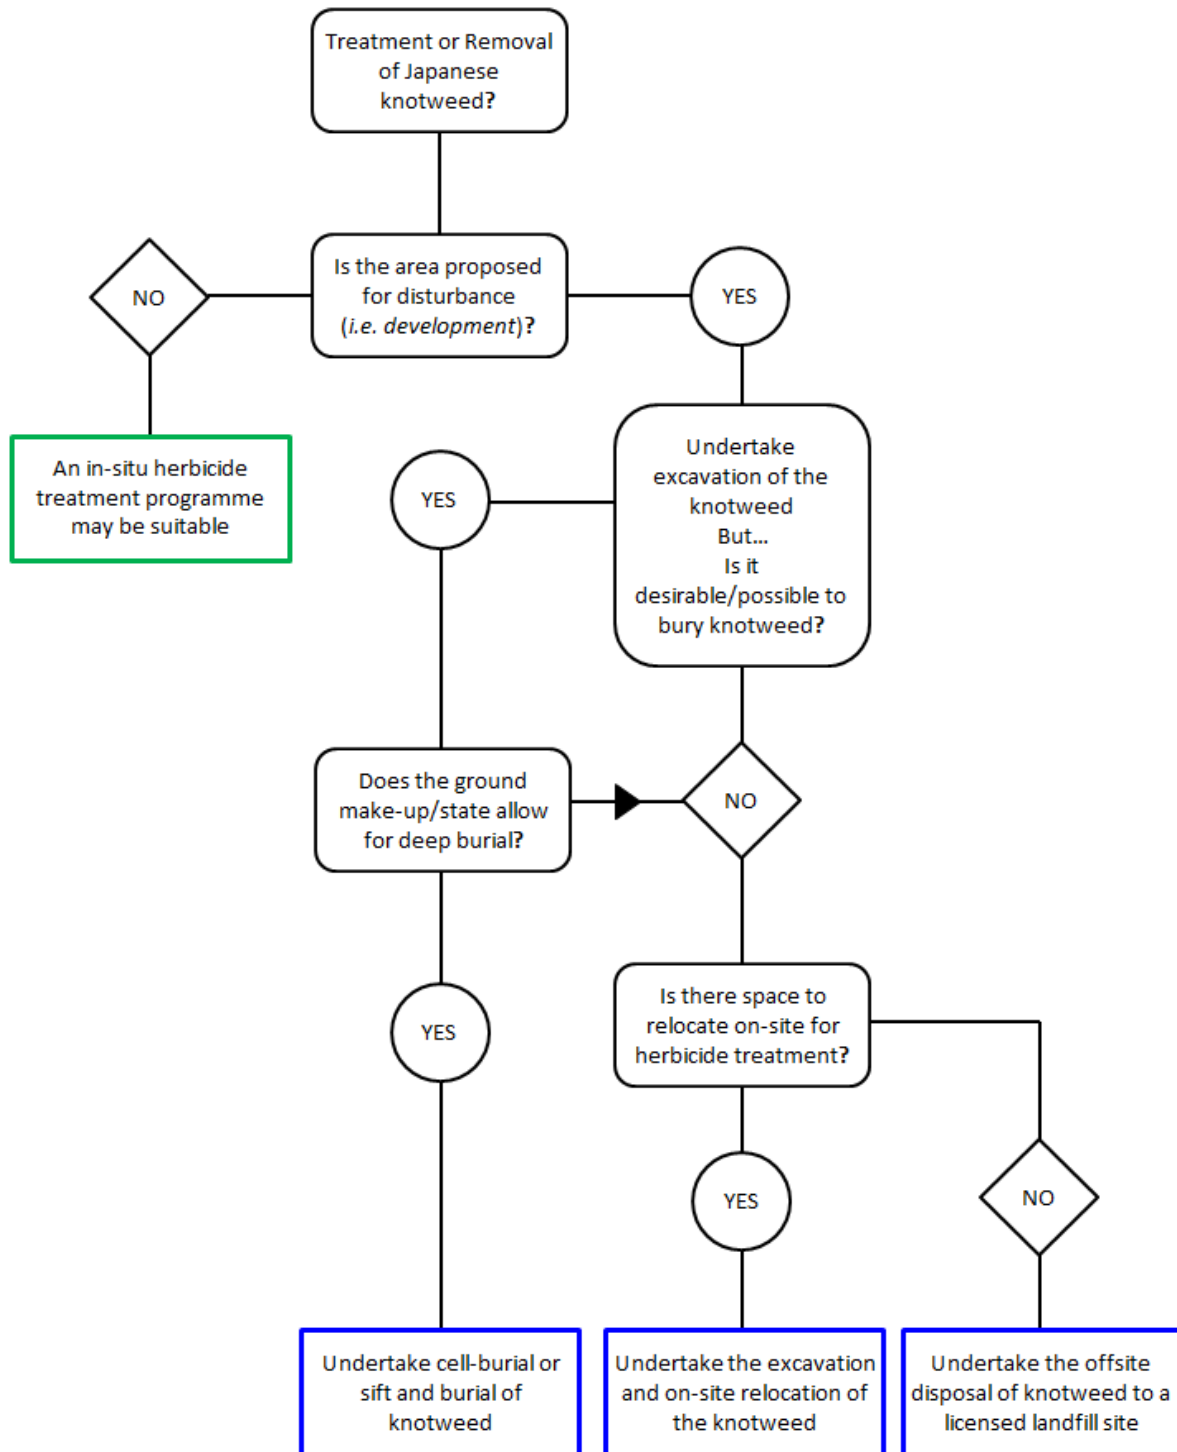 Treatment or Removal
of Japanese
knotweed?
Is the area proposed
for disturbance
(i.e. development)?
NO
YES
An in-situ herbicide
treatment programme
may be suitable
Undertake
excavation of the
knotweed
But...
Is it
desirable/possible to
bury knotweed?
YES
Does the ground
make-up/state allow
for deep burial?
NO
YES
Is there space to
relocate on-site for
herbicide treatment?
YES
NO
Undertake cell-burial or
sift and burial of
knotweed
Undertake the excavation
and on-site relocation of
the knotweed
Undertake the offsite
disposal of knotweed to a
licensed landfill site